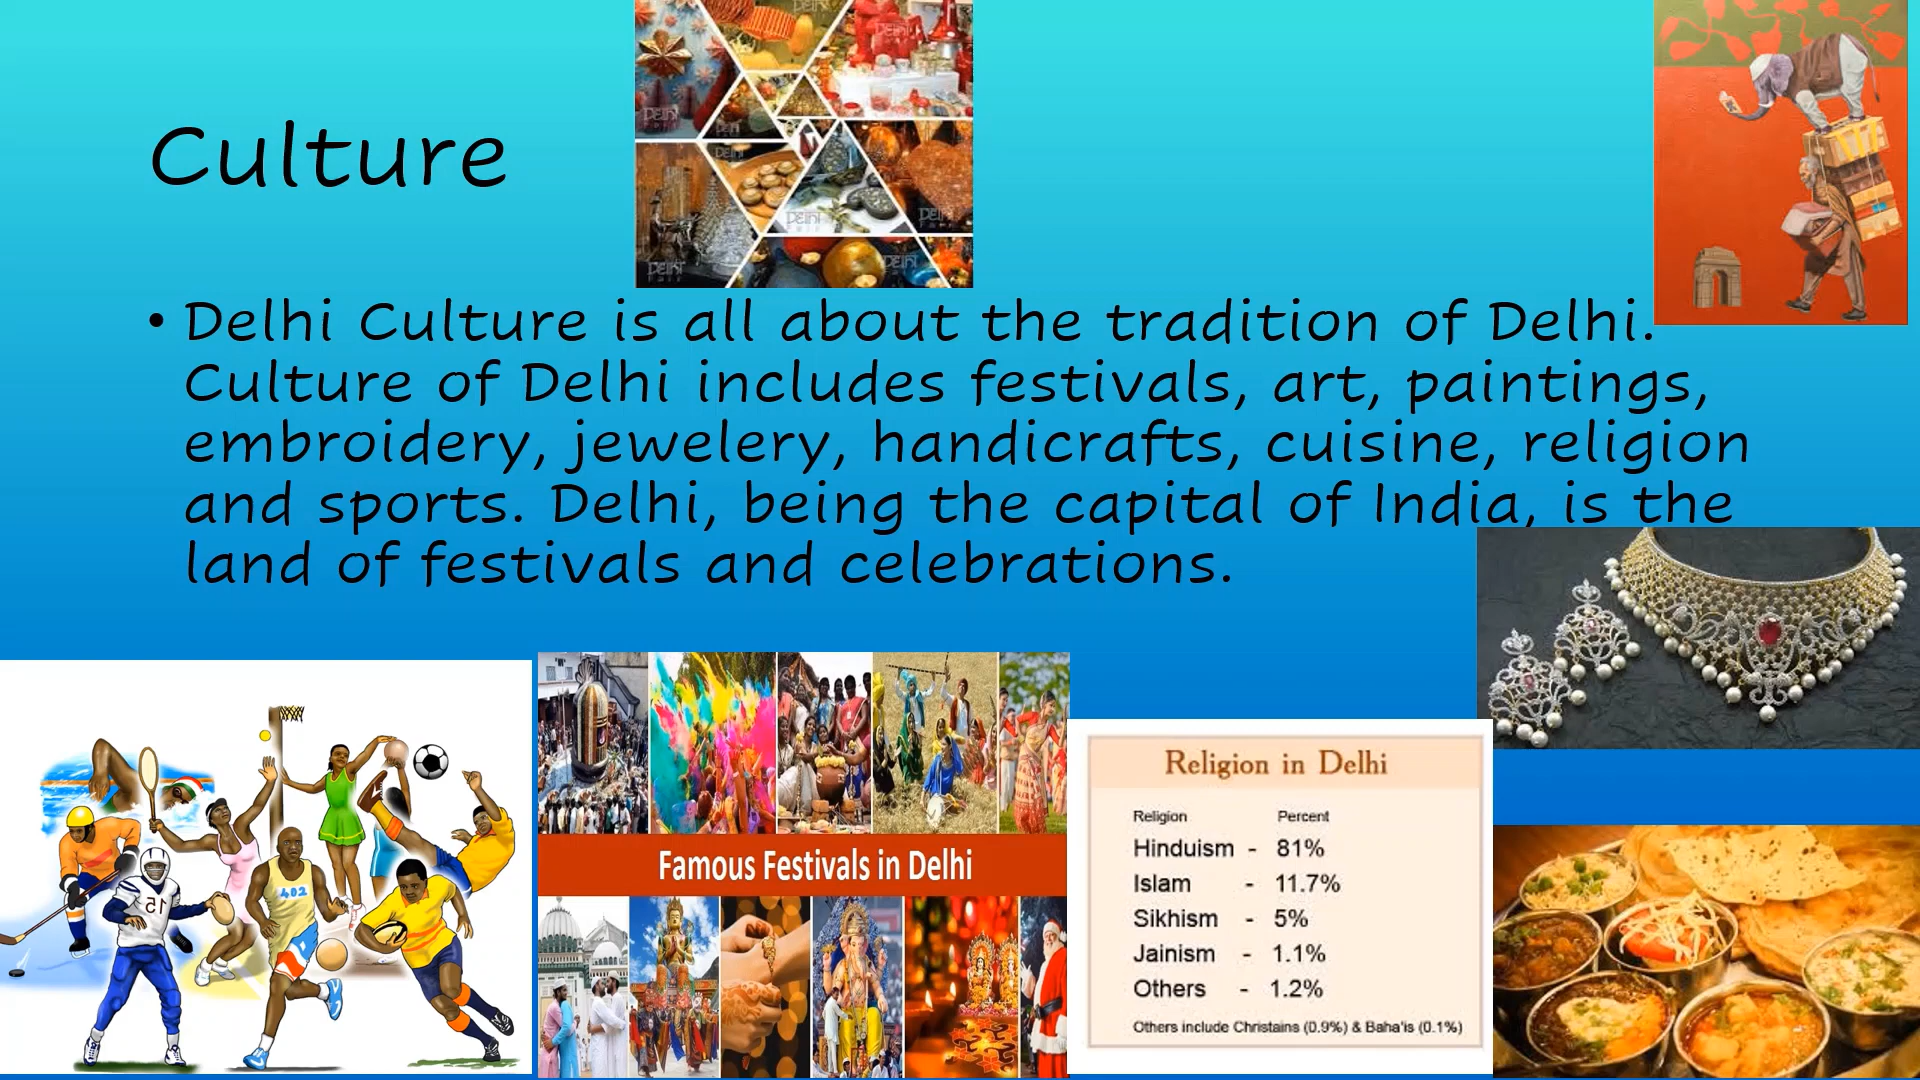 Culture
• Delhi Culture is all about the tradition of Delhi.
Culture of Delhi includes festivals, art, paintings,
embroidery, jewelery, handicrafts, cuisine, religion
and sports. Delhi, being the capital of India, is the
land of festivals and celebrations.
402
15
Famous Festivals in Delhi
Religion in Delhi
Religion Percent
Hinduism - 81%
Islam - 11.7%
Sikhism - 5%
Jainism - 1.1%
Others - 1.2%
Others include Christains (0.9%) & Baha'is (0.1%)